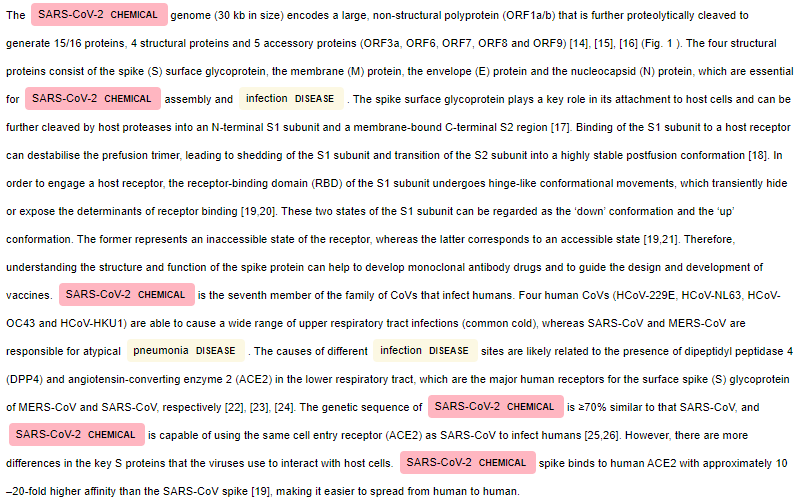 The SARS-CoV-2 CHEMICAL genome (30 kb in size) encodes a large, non-structural polyprotein (ORF1a/b) that is further proteolytically cleaved to
generate 15/16 proteins, 4 structural proteins and 5 accessory proteins (ORF3a, ORF6, ORF7, ORF8 and ORF9) [14], [15], [16] (Fig. 1 ). The four structural
proteins consist of the spike (S) surface glycoprotein, the membrane (M) protein, the envelope (E) protein and the nucleocapsid (N) protein, which are essential
for SARS-CoV-2 CHEMICAL assembly and infection DISEASE . The spike surface glycoprotein plays a key role in its attachment to host cells and can be
further cleaved by host proteases into an N-terminal S1 subunit and a membrane-bound C-terminal S2 region [17]. Binding of the S1 subunit to a host receptor
can destabilise the prefusion trimer, leading to shedding of the S1 subunit and transition of the S2 subunit into a highly stable postfusion conformation [18]. In
order to engage a host receptor, the receptor-binding domain (RBD) of the S1 subunit undergoes hinge-like conformational movements, which transiently hide
or expose the determinants of receptor binding [19,20]. These two states of the S1 subunit can be regarded as the ‘down’ conformation and the ‘up’
conformation. The former represents an inaccessible state of the receptor, whereas the latter corresponds to an accessible state [19,21]. Therefore,
understanding the structure and function of the spike protein can help to develop monoclonal antibody drugs and to guide the design and development of
vaccines. SARS-CoV-2 CHEMICAL is the seventh member of the family of CoVs that infect humans. Four human CoVs (HCoV-229E, HCoV-NL63, HCoV-
OC43 and HCoV-HKU1) are able to cause a wide range of upper respiratory tract infections (common cold), whereas SARS-CoV and MERS-CoV are
responsible for atypical pneumonia DISEASE . The causes of different infection DISEASE sites are likely related to the presence of dipeptidyl peptidase 4
(DPP4) and angiotensin-converting enzyme 2 (ACE2) in the lower respiratory tract, which are the major human receptors for the surface spike (S) glycoprotein
of MERS-CoV and SARS-CoV, respectively [22], [23], [24]. The genetic sequence of SARS-CoV-2 CHEMICAL is ≥70% similar to that SARS-CoV, and
SARS-CoV-2 CHEMICAL is capable of using the same cell entry receptor (ACE2) as SARS-CoV to infect humans [25,26]. However, there are more
differences in the key S proteins that the viruses use to interact with host cells. SARS-CoV-2 CHEMICAL spike binds to human ACE2 with approximately 10
–20-fold higher affinity than the SARS-CoV spike [19], making it easier to spread from human to human.